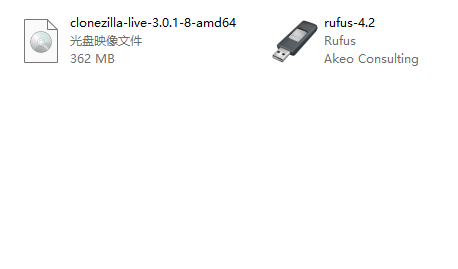 clonezilla-live-3.0.1-8-amd64
光盘映像文件
362 MB
rufus-4.2
Rufus
Akeo Consulting